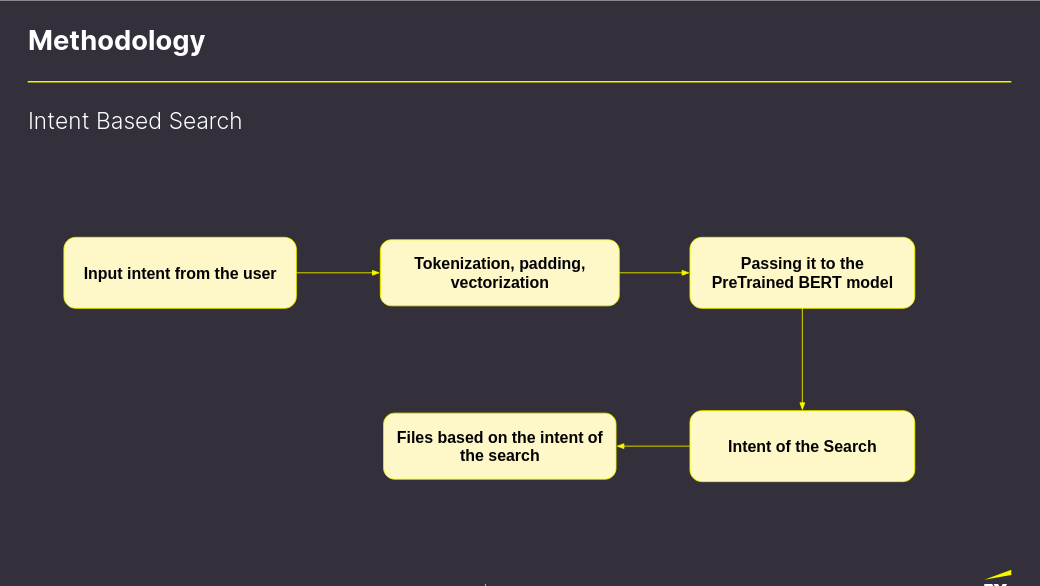 Methodology
Intent Based Search
Input intent from the user
Tokenization, padding,
vectorization
Passing it to the
PreTrained BERT model
Intent of the Search
Files based on the intent of
the search